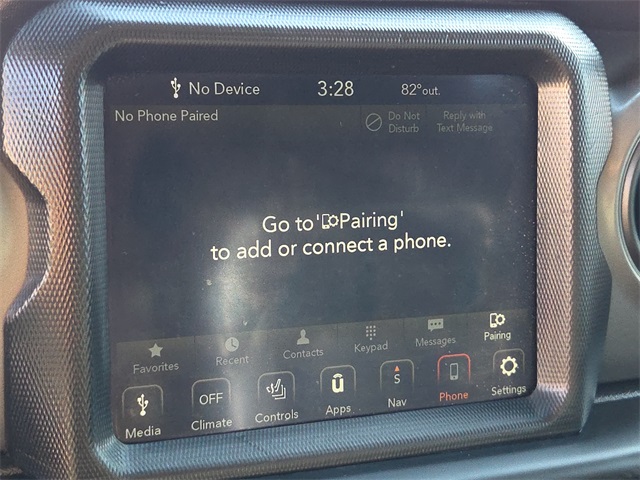 No Device 3:28 82°out.
No Phone Paired
Do Not
Disturb
Reply with
Text Message
Go to 'Pairing'
to add or connect a phone.
Favorites Recent Contacts Keypad Messages Pairing
OFF ū S
Media Climate Controls Apps Nav Phone Settings